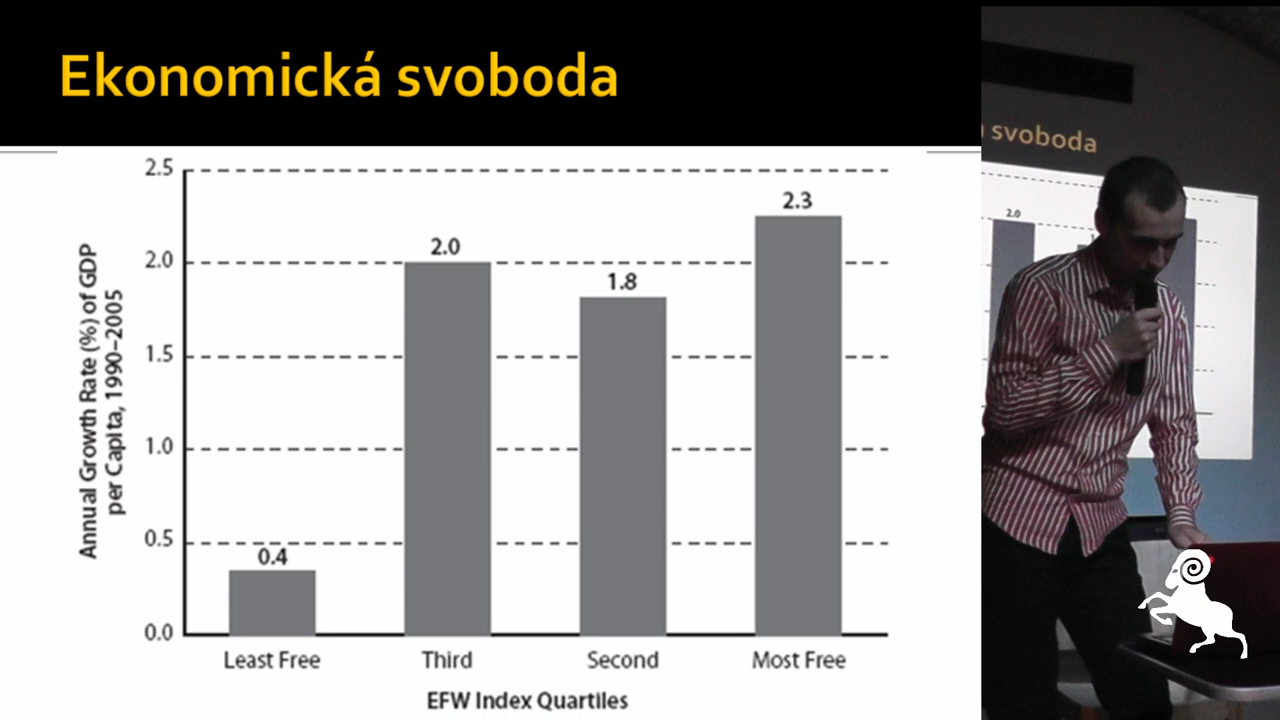 Ekonomická svoboda
svoboda
2.5
2.0
1.5
1.0
0.5
0.0
Annual Growth Rate (%) of GDP
per Capita, 1990–2005
0.4
2.0
1.8
2.3
Least Free
Third
Second
Most Free
EFW Index Quartiles
2.0